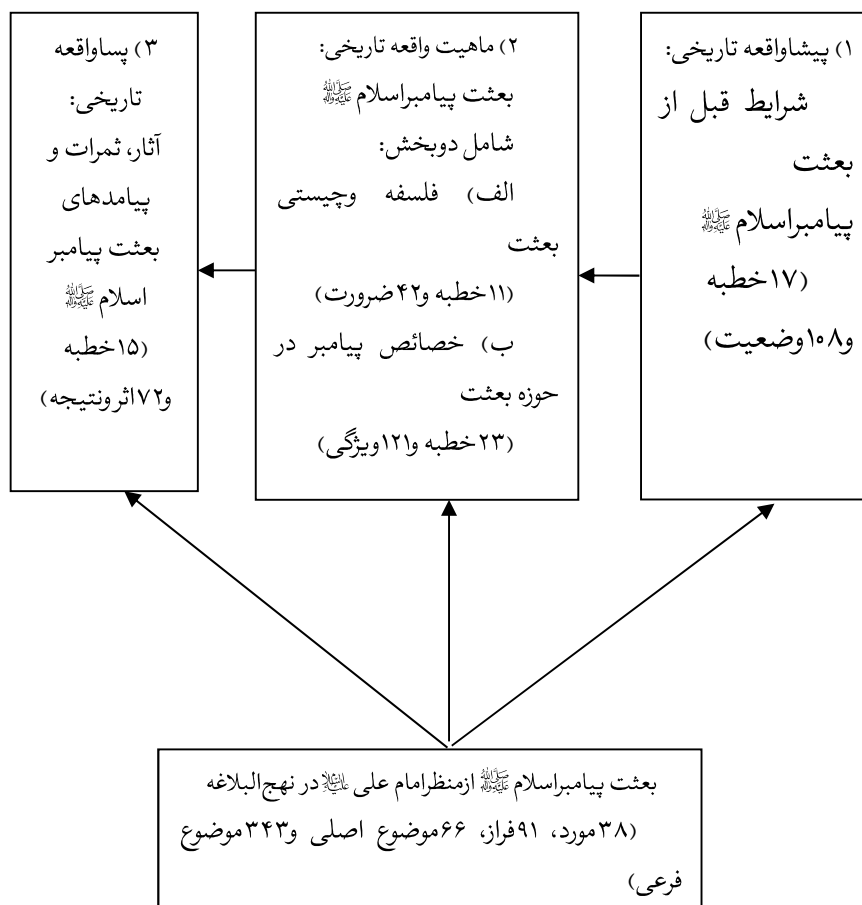 ۱) پیشاواقعه تاریخی:
شرایط قبل از
بعثت
پیامبراسلام ﷺ
(۱۷خطبه
و۱۰۸وضعیت)
۲) ماهیت واقعه تاریخی:
بعثت پیامبراسلام ﷺ
شامل دوبخش:
الف) فلسفه وچیستی
بعثت
(۱۱خطبه و۴۲ضرورت)
ب) خصائص پیامبر در
حوزه بعثت
(۲۳خطبه و۱۲۱ویژگی)
۳) پساواقعه
تاریخی:
آثار، ثمرات و
پیامدهای
بعثت پیامبر
اسلام ﷺ
(۱۵خطبه
و۷۲اثرونتیجه)
بعثت پیامبراسلام ﷺ ازمنظرامام علی علیه‌السلام در نهج‌البلاغه
(۳۸مورد، ۹۱فراز، ۶۶موضوع اصلی و۳۴۳موضوع
فرعی)